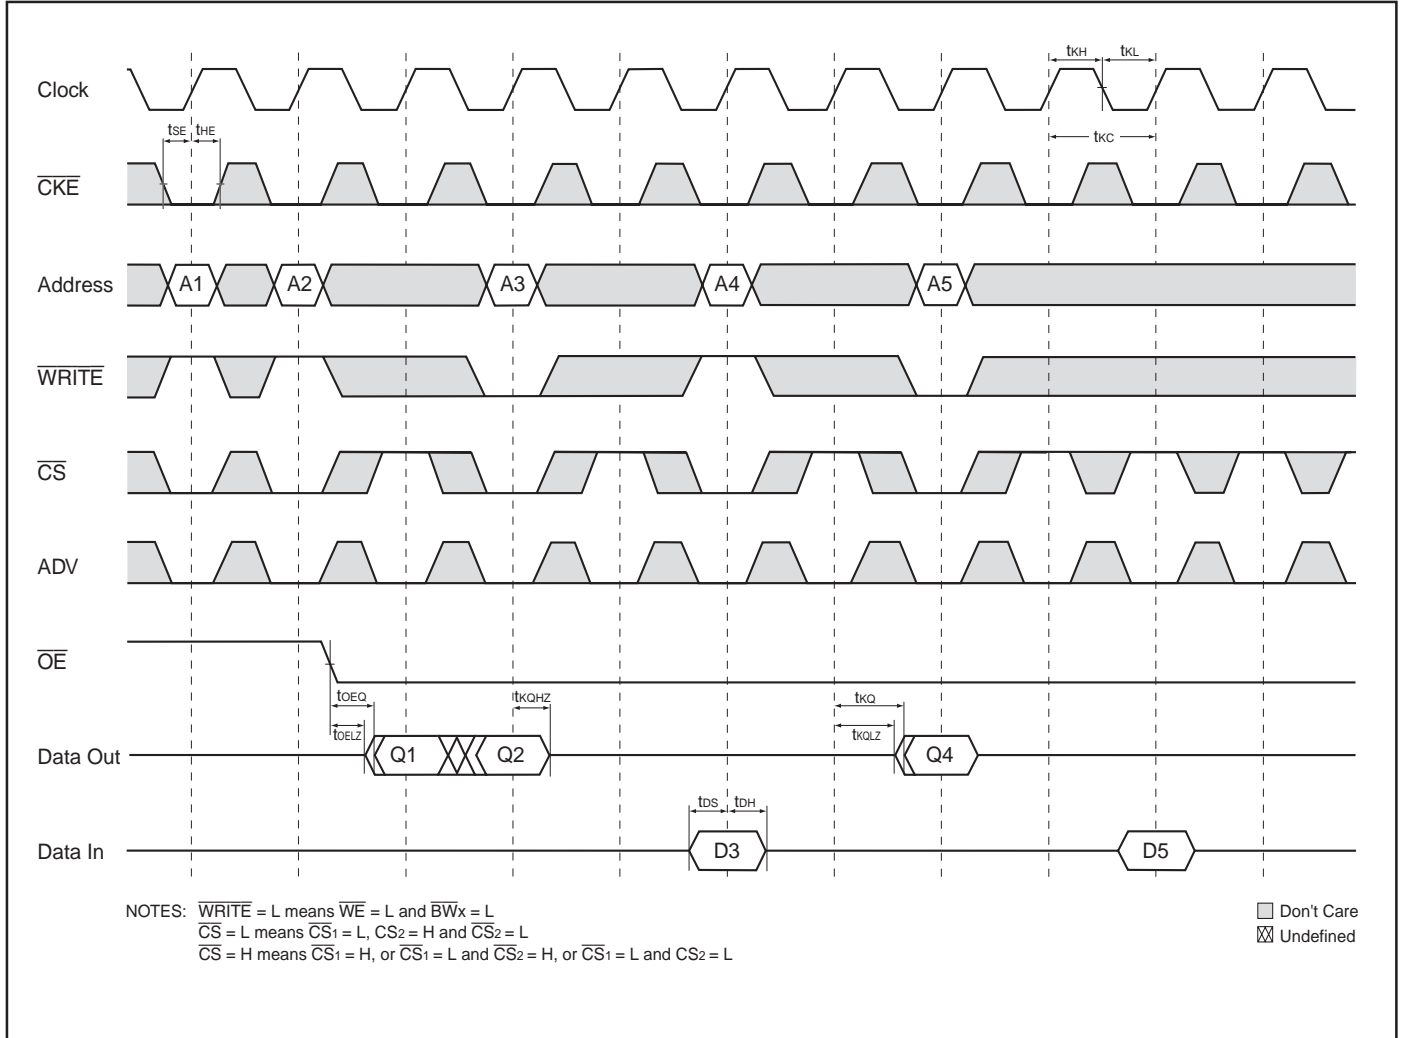 tKH tKL
Clock
tKC
tSE tHE
CKE
Address A1 A2 A3 A4 A5
WRITE
CS
ADV
OE
tOEQ tKQHZ tKQ
tOELZ tKQLZ
Data Out Q1 Q2 Q4
tDS tDH
Data In D3 D5
NOTES: WRITE = L means WE = L and BWx = L
CS = L means CS1 = L, CS2 = H and CS2 = L
CS = H means CS1 = H, or CS1 = L and CS2 = H, or CS1 = L and CS2 = L
Don't Care
Undefined